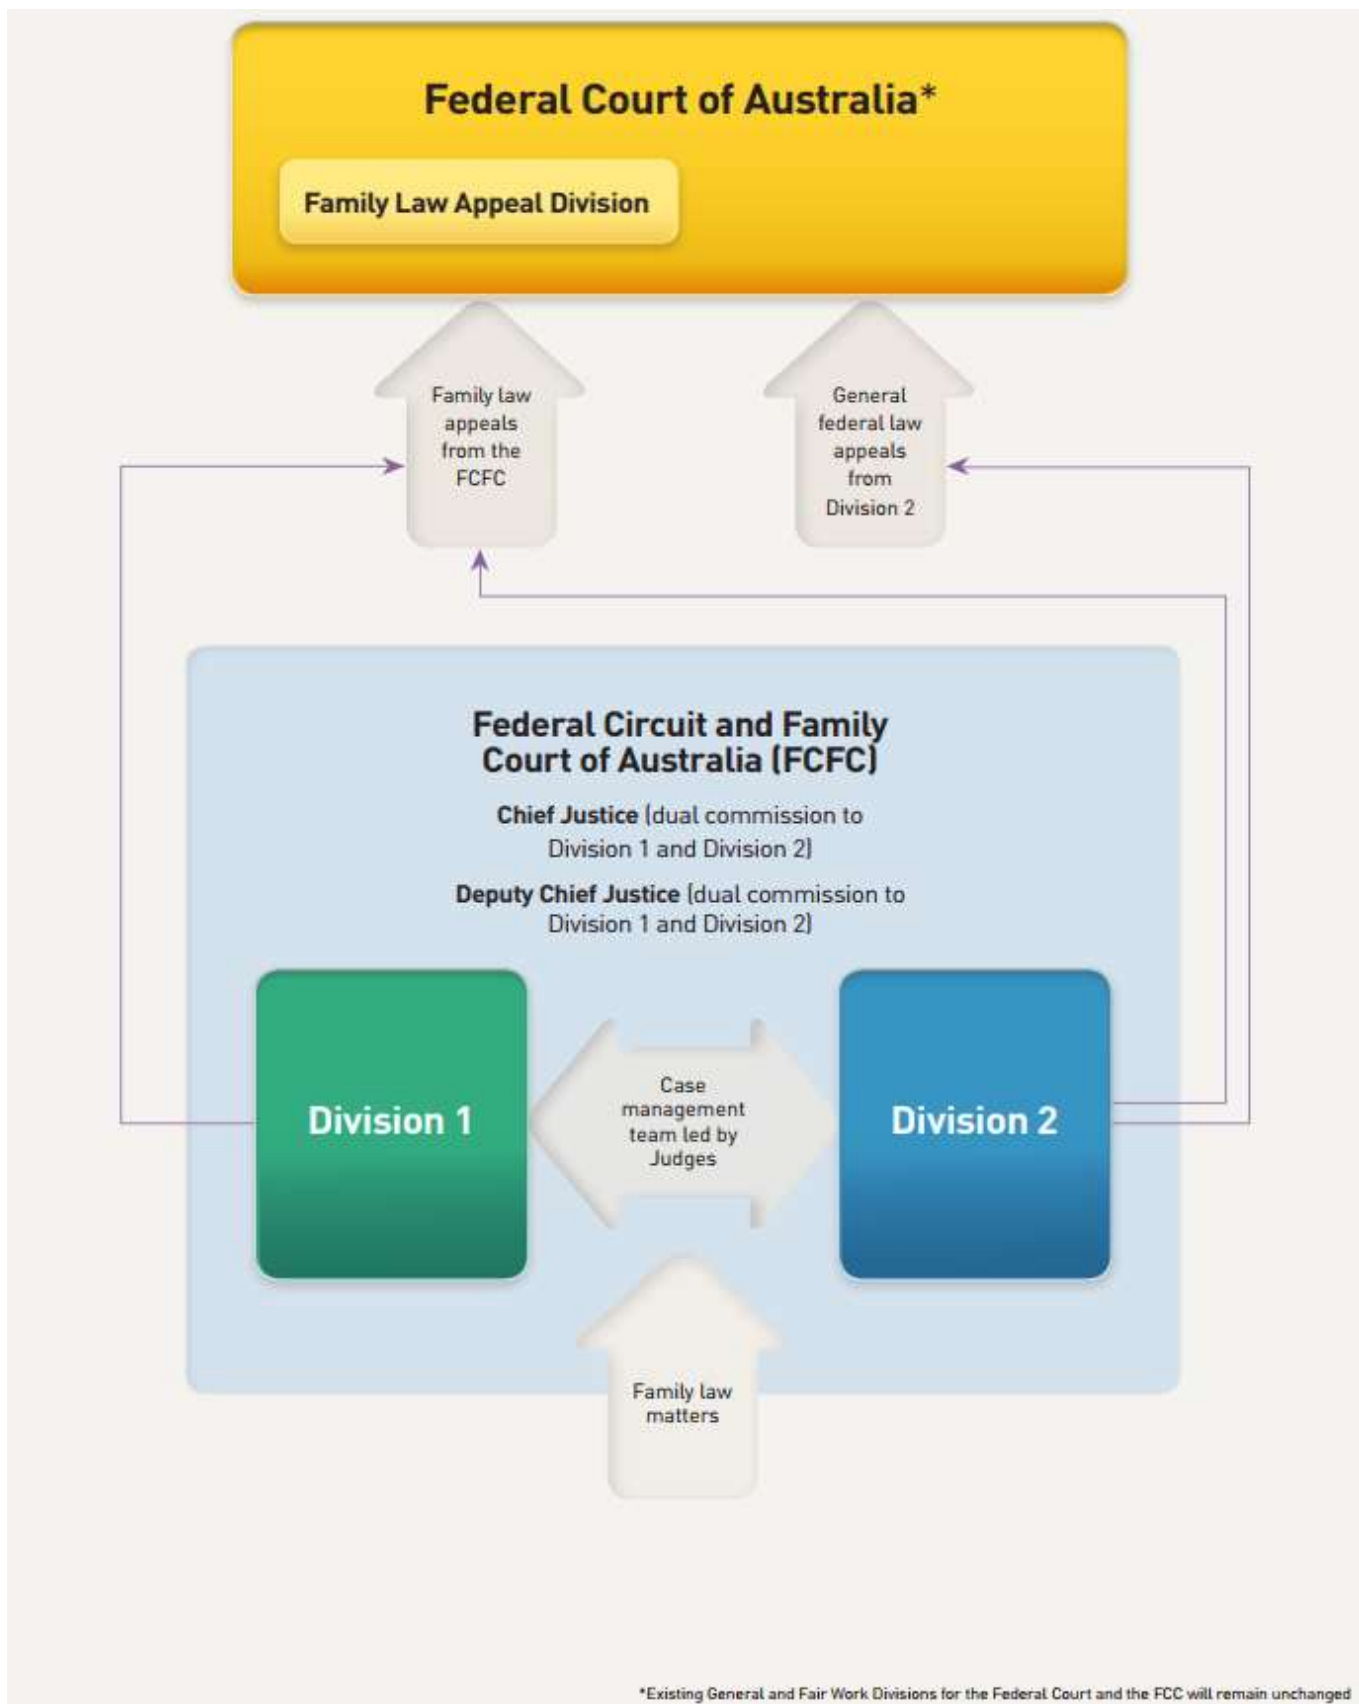 Federal Court of Australia*
Family Law Appeal Division
Family law
appeals
from the
FCFC
General
federal law
appeals
from
Division 2
Federal Circuit and Family
Court of Australia (FCFC)
Chief Justice (dual commission to
Division 1 and Division 2)
Deputy Chief Justice (dual commission to
Division 1 and Division 2)
Division 1
Case
management
team led by
Judges
Division 2
Family law
matters
*Existing General and Fair Work Divisions for the Federal Court and the FCC will remain unchanged